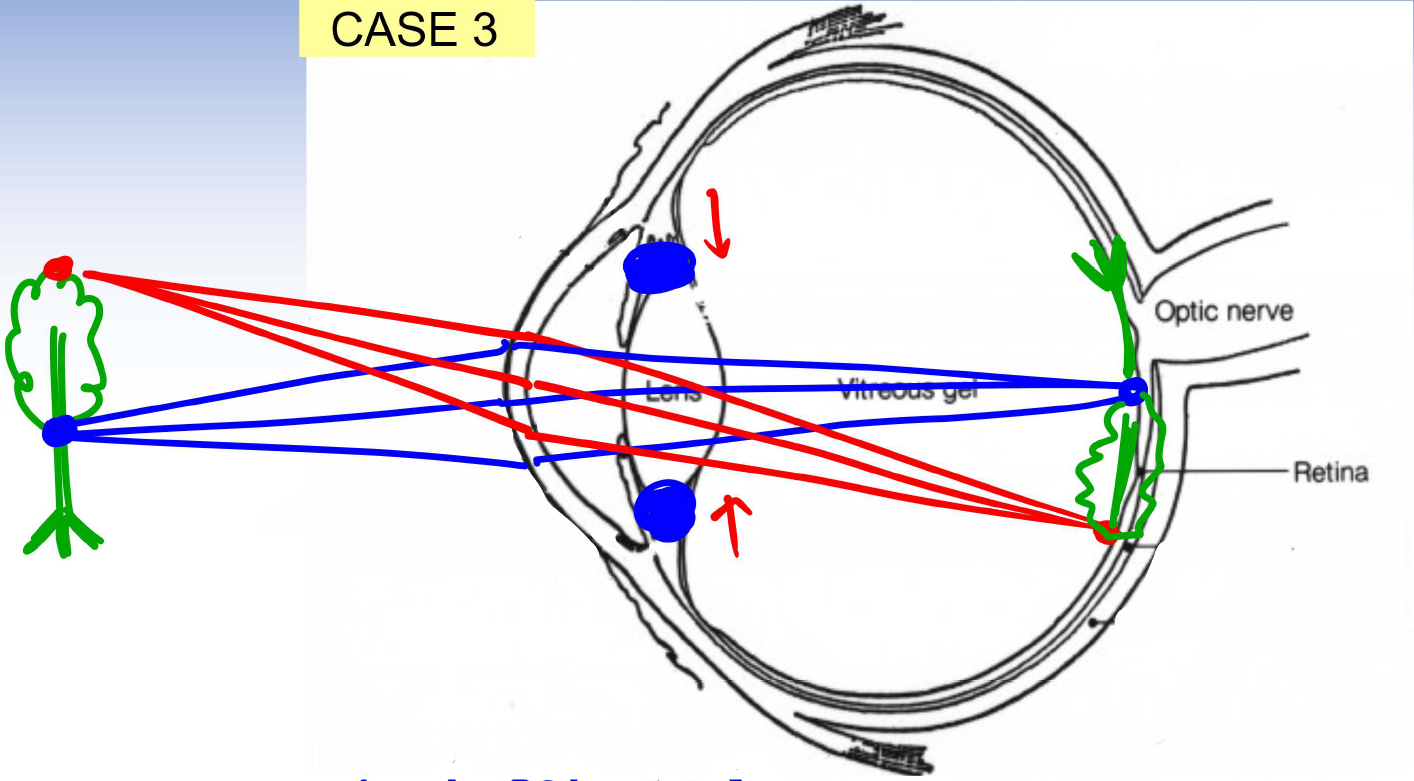 CASE 3
Optic nerve
Lens
Vitreous gel
Retina